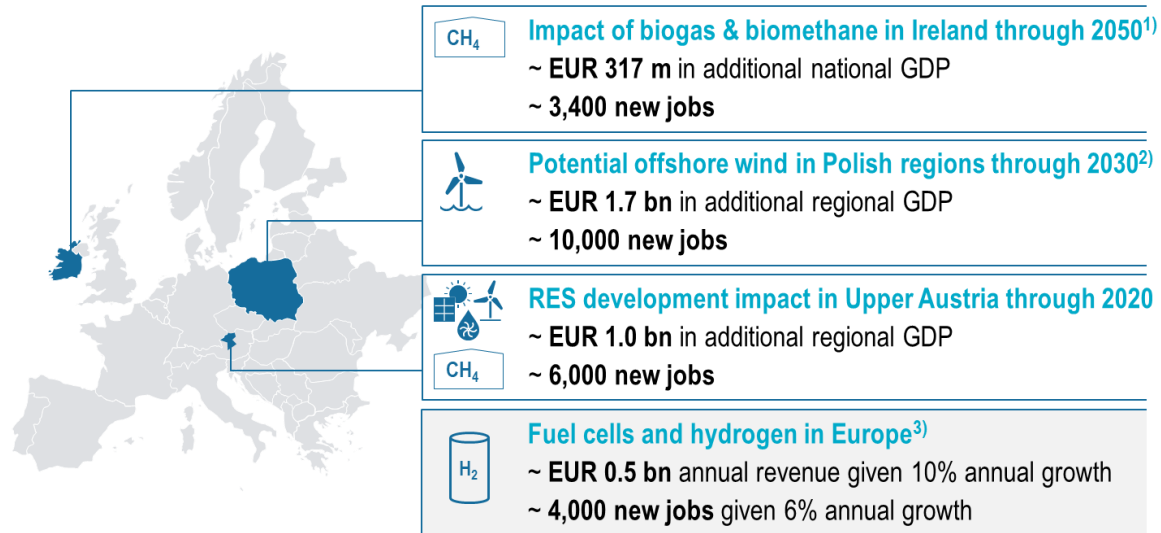 CH₄
Impact of biogas & biomethane in Ireland through 2050¹⁾
~ EUR 317 m in additional national GDP
~ 3,400 new jobs
Potential offshore wind in Polish regions through 2030²⁾
~ EUR 1.7 bn in additional regional GDP
~ 10,000 new jobs
RES development impact in Upper Austria through 2020
~ EUR 1.0 bn in additional regional GDP
CH₄
~ 6,000 new jobs
Fuel cells and hydrogen in Europe³⁾
H₂
~ EUR 0.5 bn annual revenue given 10% annual growth
~ 4,000 new jobs given 6% annual growth